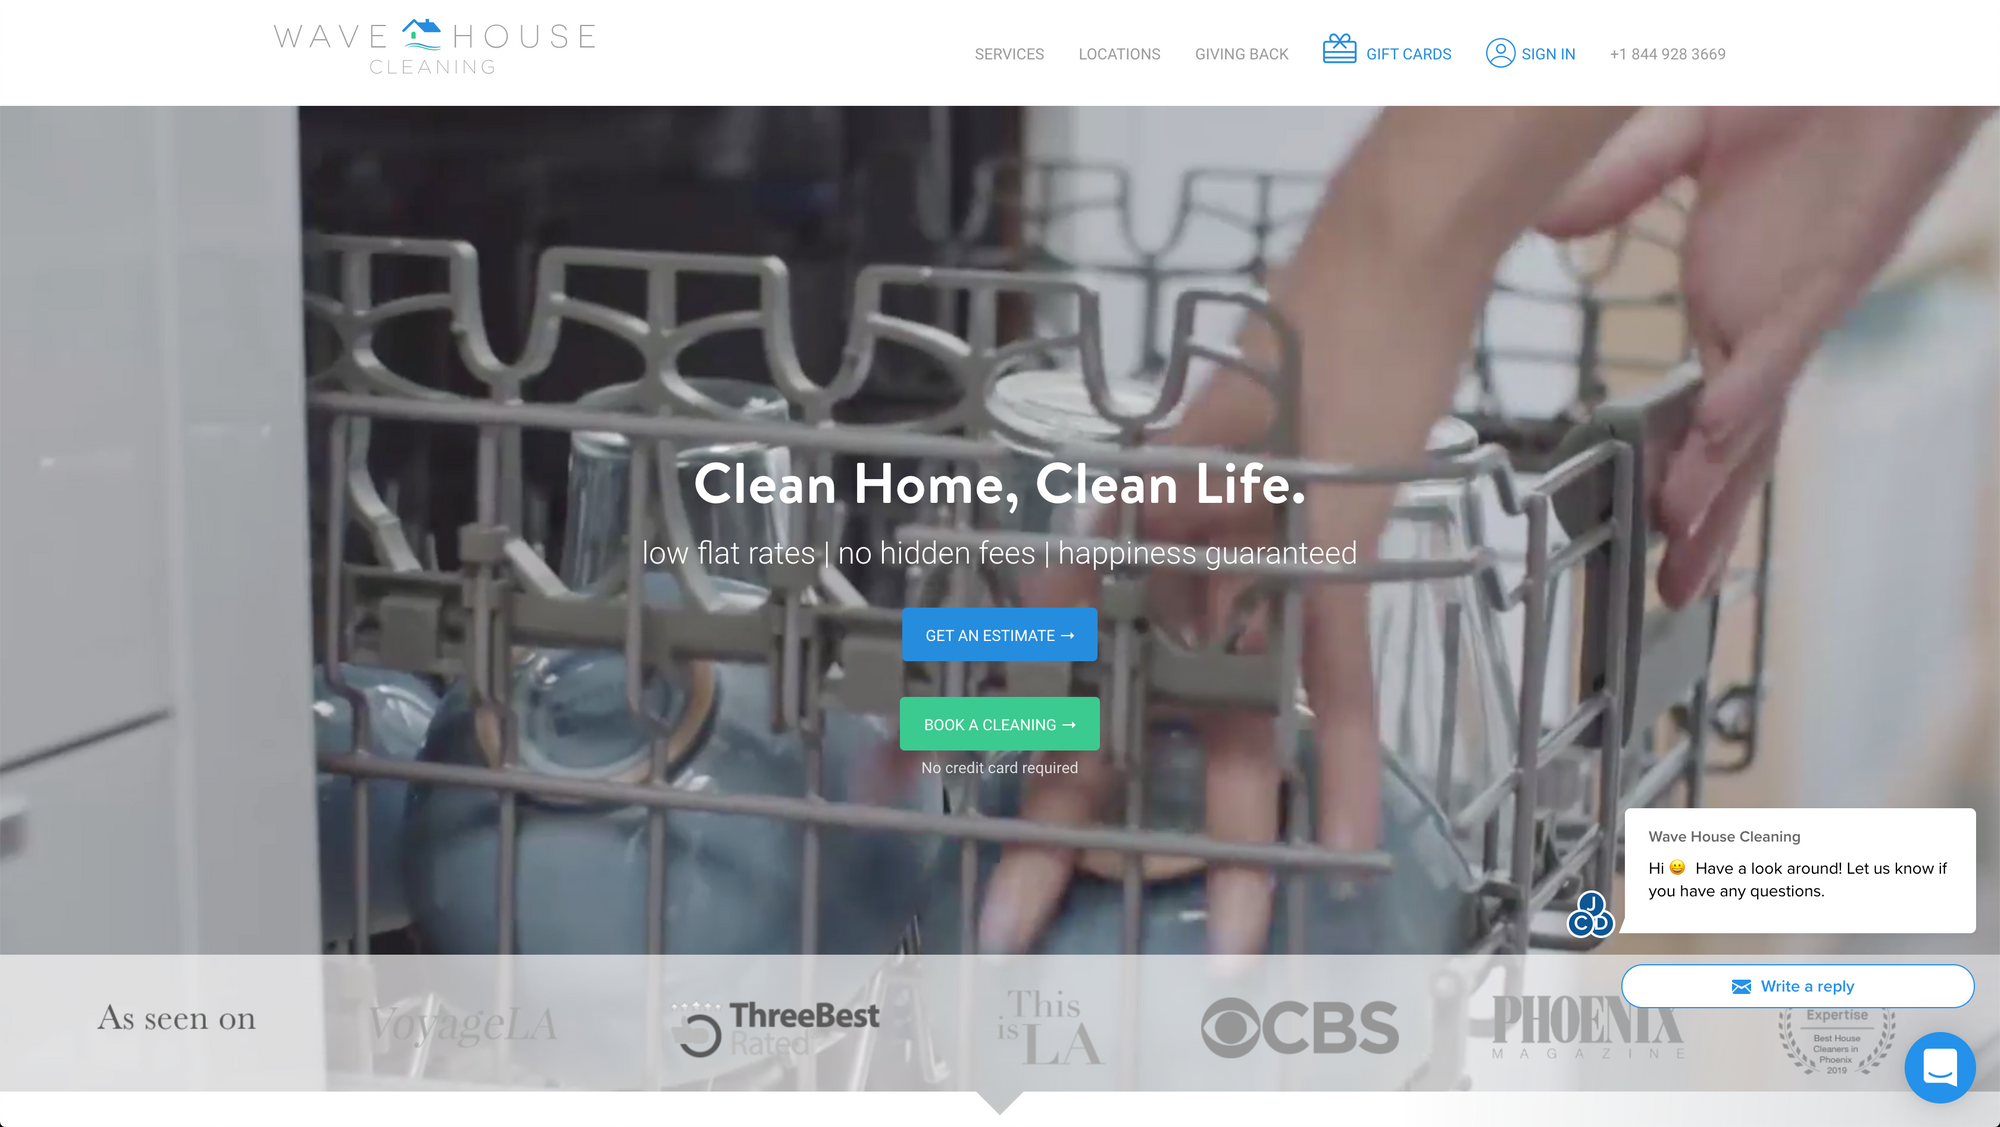 WAVE HOUSE
CLEANING
SERVICES
LOCATIONS
GIVING BACK
GIFT CARDS
SIGN IN
+1 844 928 3669
Clean Home, Clean Life.
low flat rates | no hidden fees | happiness guaranteed
GET AN ESTIMATE →
BOOK A CLEANING →
No credit card required
Wave House Cleaning
Hi 😀 Have a look around! Let us know if
you have any questions.
J
C D
Write a reply
As seen on
VoyageLA
ThreeBest
Rated
This
is LA
CBS
PHOENIX
MAGAZINE
Expertise
Best House
Cleaners in
Phoenix
2019